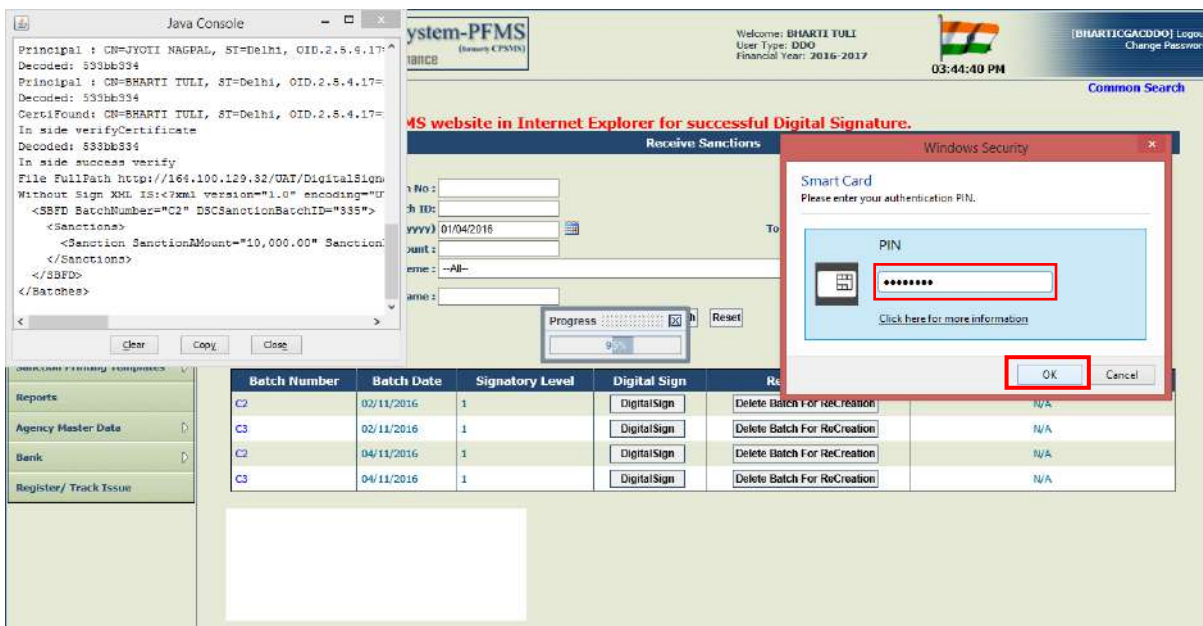 Java Console
Principal : CN=JYOTI NAGPAL, ST=Delhi, OID.2.5.4.17=
Decoded: 533bb334
Principal : CN=BHARTI TULI, ST=Delhi, OID.2.5.4.17=
Decoded: 533bb334
CertiFound: CN=BHARTI TULI, ST=Delhi, OID.2.5.4.17=
In side verifyCertificate
Decoded: 533bb334
In side success verify
File FullPath http://164.100.129.32/UAT/DigitalSign
Without Sign XML IS:<?xml version="1.0" encoding="U
<SBFD BatchNumber="C2" DSCSanctionBatchID="335">
<Sanctions>
<Sanction SanctionAMount="10,000.00" Sanction
</Sanctions>
</SBFD>
</Batches>
Clear Copy Close
ystem-PFMS
(formerly CPSMS)
nance
Welcome: BHARTI TULI
User Type: DDO
Financial Year: 2016-2017
03:44:40 PM
[BHARTICGACDDO] Logou
Change Passwor
Common Search
MS website in Internet Explorer for successful Digital Signature.
Receive Sanctions
n No :
ch ID:
yyyy) 01/04/2016
To
ount :
eme : --All--
ame :
h Reset
Progress
9
Windows Security
Smart Card
Please enter your authentication PIN.
PIN
••••••••
Click here for more information
OK Cancel
Sanction Printing Templates
Reports
Agency Master Data
Bank
Register/ Track Issue
Batch Number Batch Date Signatory Level Digital Sign Re
C2 02/11/2016 1 DigitalSign Delete Batch For ReCreation N/A
C3 02/11/2016 1 DigitalSign Delete Batch For ReCreation N/A
C2 04/11/2016 1 DigitalSign Delete Batch For ReCreation N/A
C3 04/11/2016 1 DigitalSign Delete Batch For ReCreation N/A